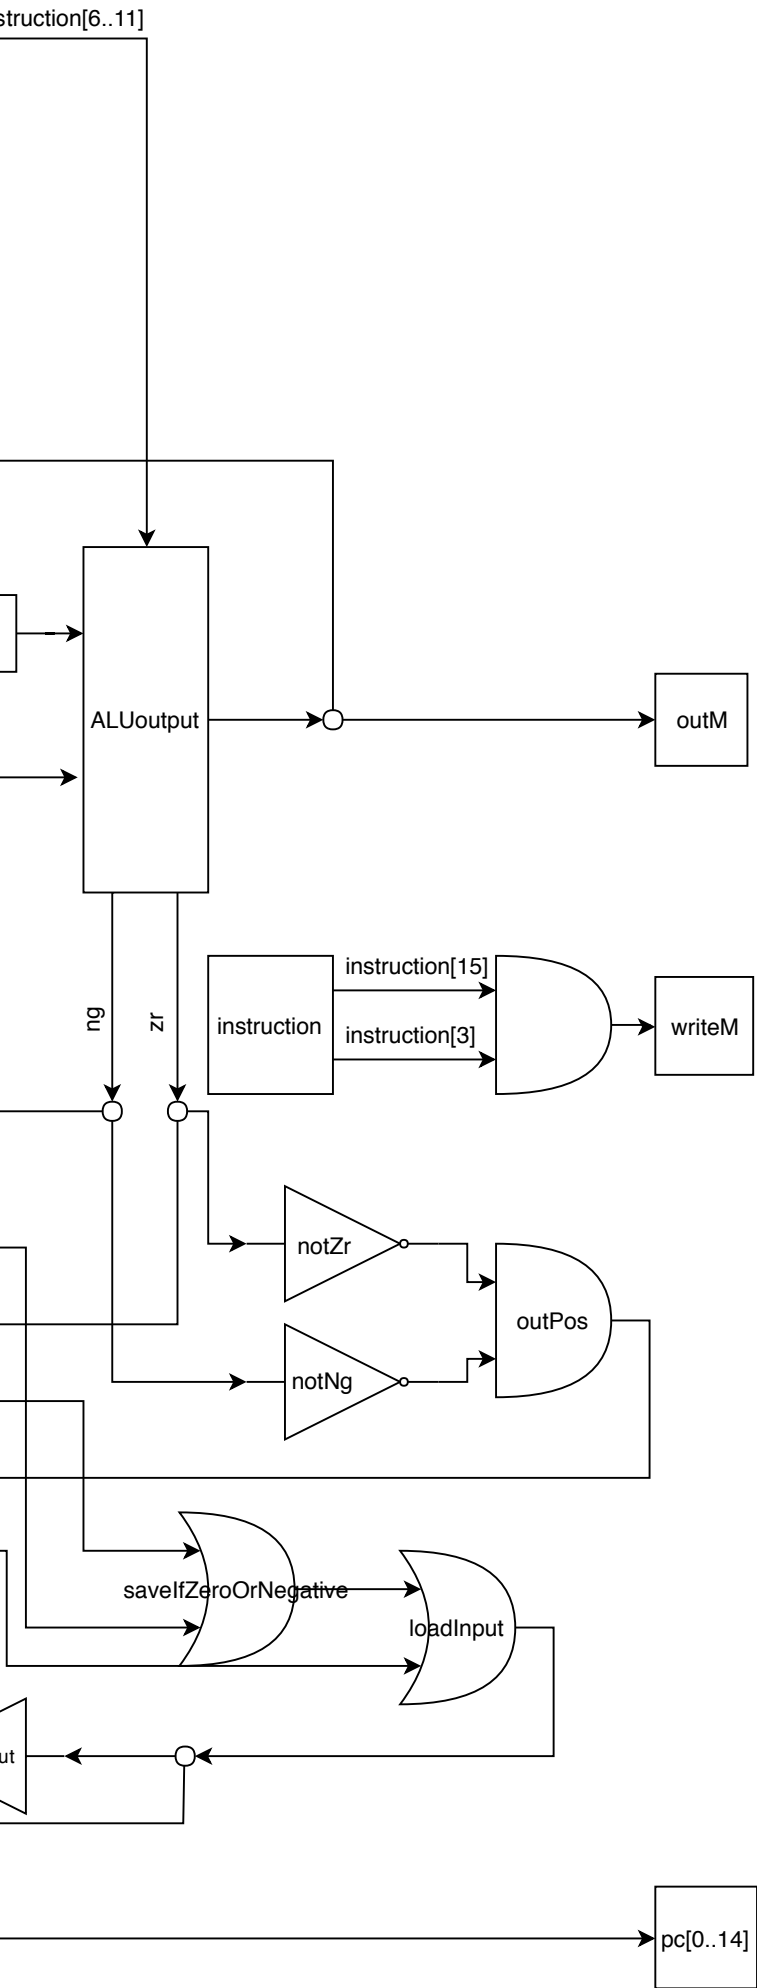 struction[6..11]
ALUoutput
outM
instruction[15]
instruction
instruction[3]
writeM
ng
zr
notZr
outPos
notNg
saveIfZeroOrNegative
loadInput
ut
pc[0..14]